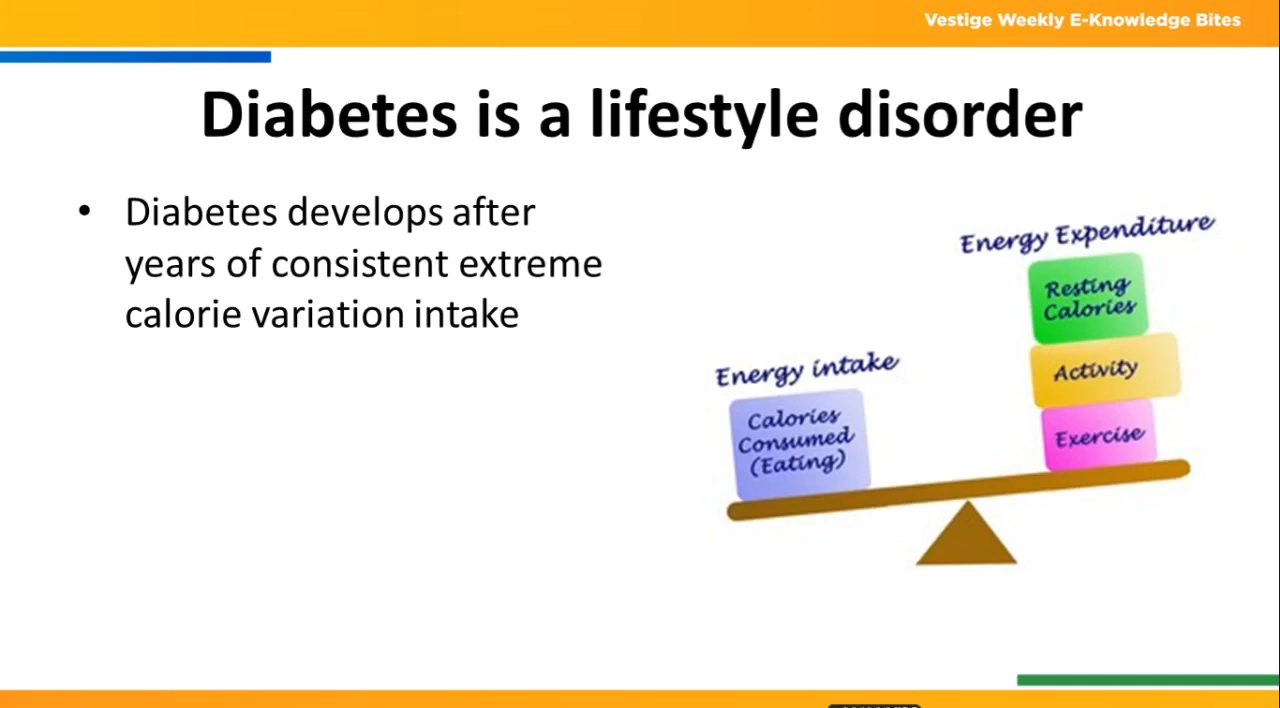 Vestige Weekly E-Knowledge Bites
Diabetes is a lifestyle disorder
• Diabetes develops after
years of consistent extreme
calorie variation intake
Energy Expenditure
Resting
Calories
Activity
Exercise
Energy intake
Calories
Consumed
(Eating)